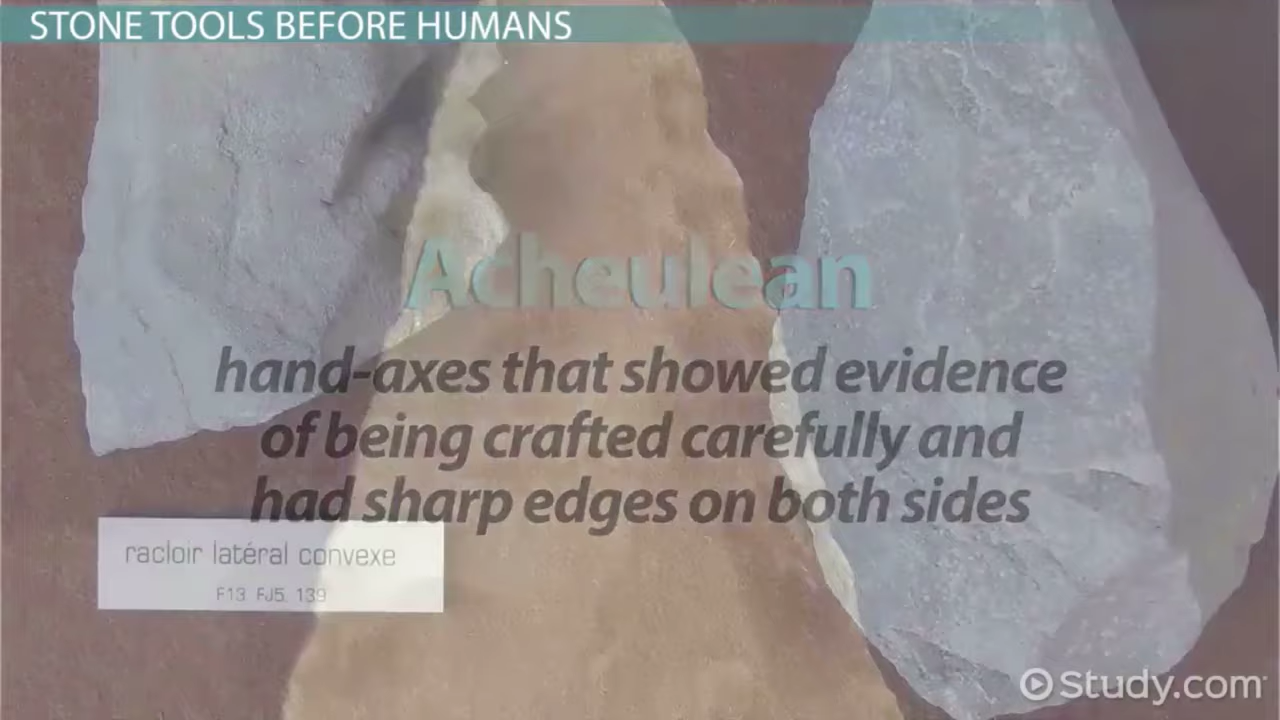 STONE TOOLS BEFORE HUMANS
Acheulean
hand-axes that showed evidence
of being crafted carefully and
had sharp edges on both sides
racloir latéral convexe
F13 FJ5. 139
Study.com